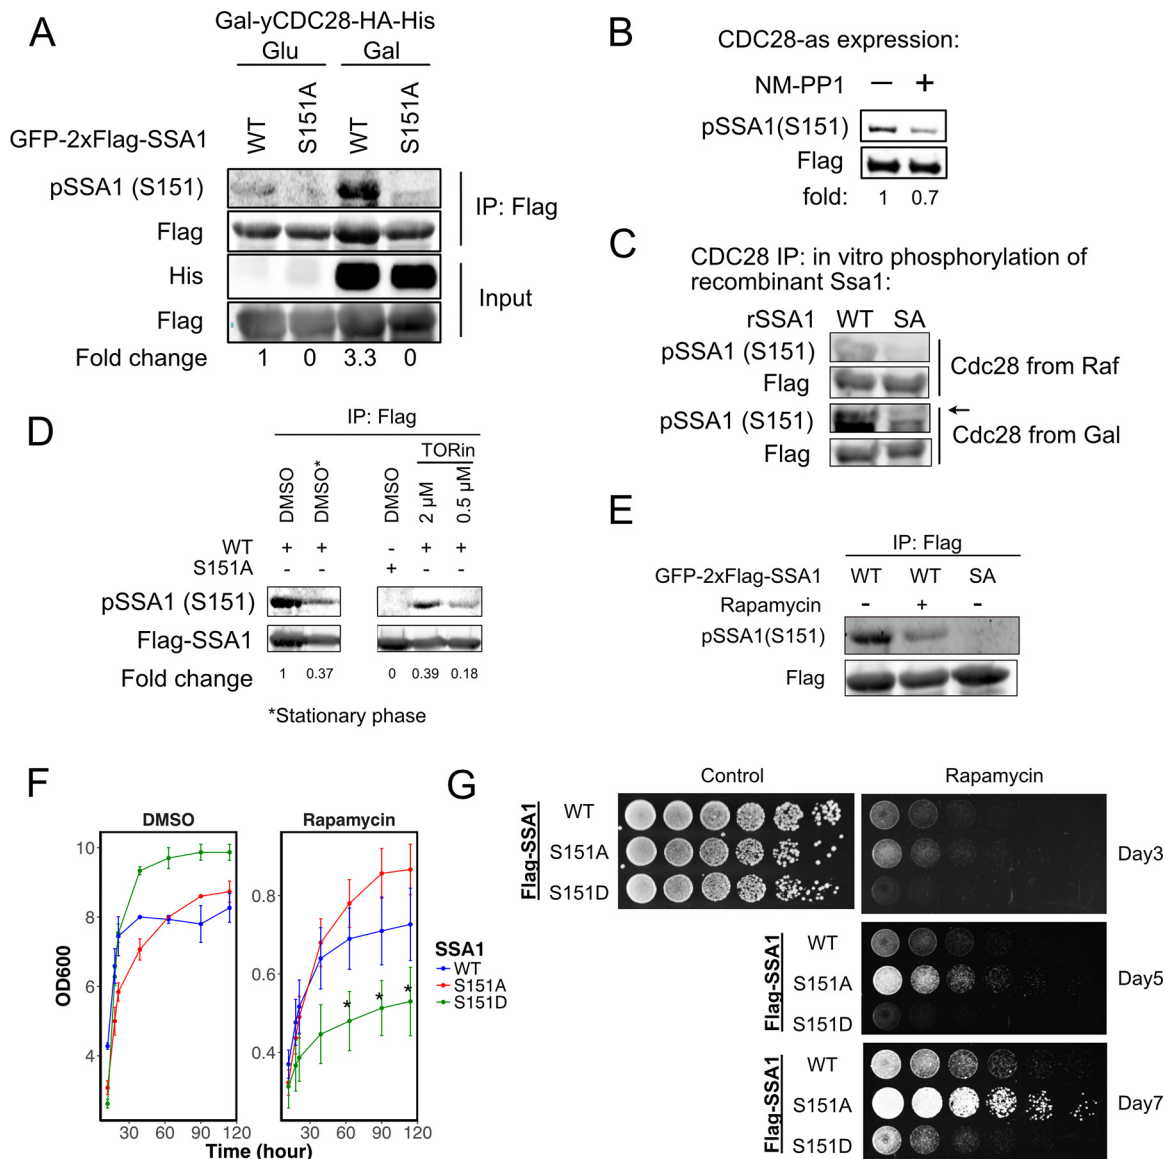 A
Gal-yCDC28-HA-His
Glu Gal
GFP-2xFlag-SSA1 WT S151A WT S151A
pSSA1 (S151)
Flag
IP: Flag
His
Flag
Input
Fold change 1 0 3.3 0
B
CDC28-as expression:
NM-PP1 − +
pSSA1(S151)
Flag
fold: 1 0.7
C
CDC28 IP: in vitro phosphorylation of
recombinant Ssa1:
rSSA1 WT SA
pSSA1 (S151)
Flag
Cdc28 from Raf
pSSA1 (S151)
Flag
Cdc28 from Gal
D
IP: Flag
TORin
DMSO DMSO* DMSO 2 µM 0.5 µM
WT + + - + +
S151A - - + - -
pSSA1 (S151)
Flag-SSA1
Fold change 1 0.37 0 0.39 0.18
*Stationary phase
E
IP: Flag
GFP-2xFlag-SSA1 WT WT SA
Rapamycin - + -
pSSA1(S151)
Flag
F
DMSO Rapamycin
OD600
10
8
6
4
0.8
0.6
0.4
* * *
30 60 90 120 30 60 90 120
Time (hour)
SSA1
WT
S151A
S151D
G
Control Rapamycin
Flag-SSA1
WT
S151A
S151D
Day3
Flag-SSA1
WT
S151A
S151D
Day5
Flag-SSA1
WT
S151A
S151D
Day7